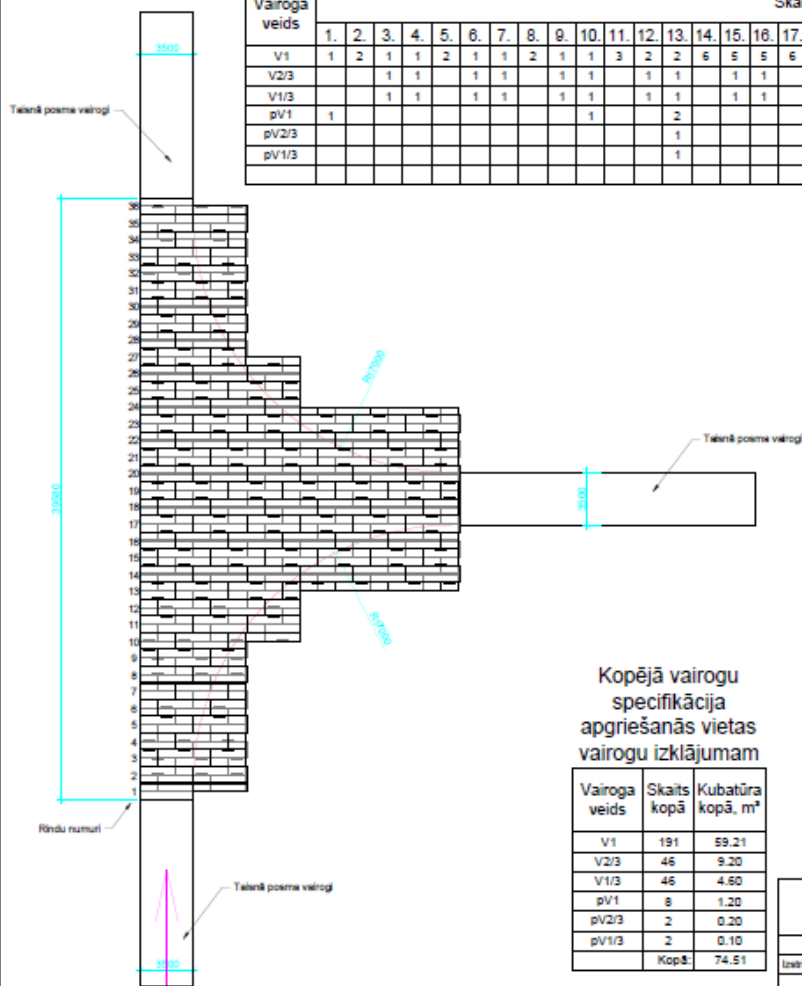 Vairoga veids
Skai
1. 2. 3. 4. 5. 6. 7. 8. 9. 10. 11. 12. 13. 14. 15. 16. 17.
V1 1 2 1 1 2 1 1 2 1 1 3 2 2 6 5 5 6
V2/3 1 1 1 1 1 1 1 1 1 1
V1/3 1 1 1 1 1 1 1 1 1 1
pV1 1 1 2
pV2/3 1
pV1/3 1
3500
Taisnā posma vairogi
36
35
34
33
32
31
30
29
28
27
26
25
24
23
22
21
20
19
18
17
16
15
14
13
12
11
10
9
8
7
6
5
4
3
2
1
R17000
Taisnā posma vairogi
3500
R17000
Rindu numuri
Taisnā posma vairogi
3500
Kopējā vairogu
specifikācija
apgriešanās vietas
vairogu izklājumam
Vairoga veids Skaits kopā Kubatūra kopā, m³
V1 191 59.21
V2/3 46 9.20
V1/3 46 4.60
pV1 8 1.20
pV2/3 2 0.20
pV1/3 2 0.10
Kopā: 74.51